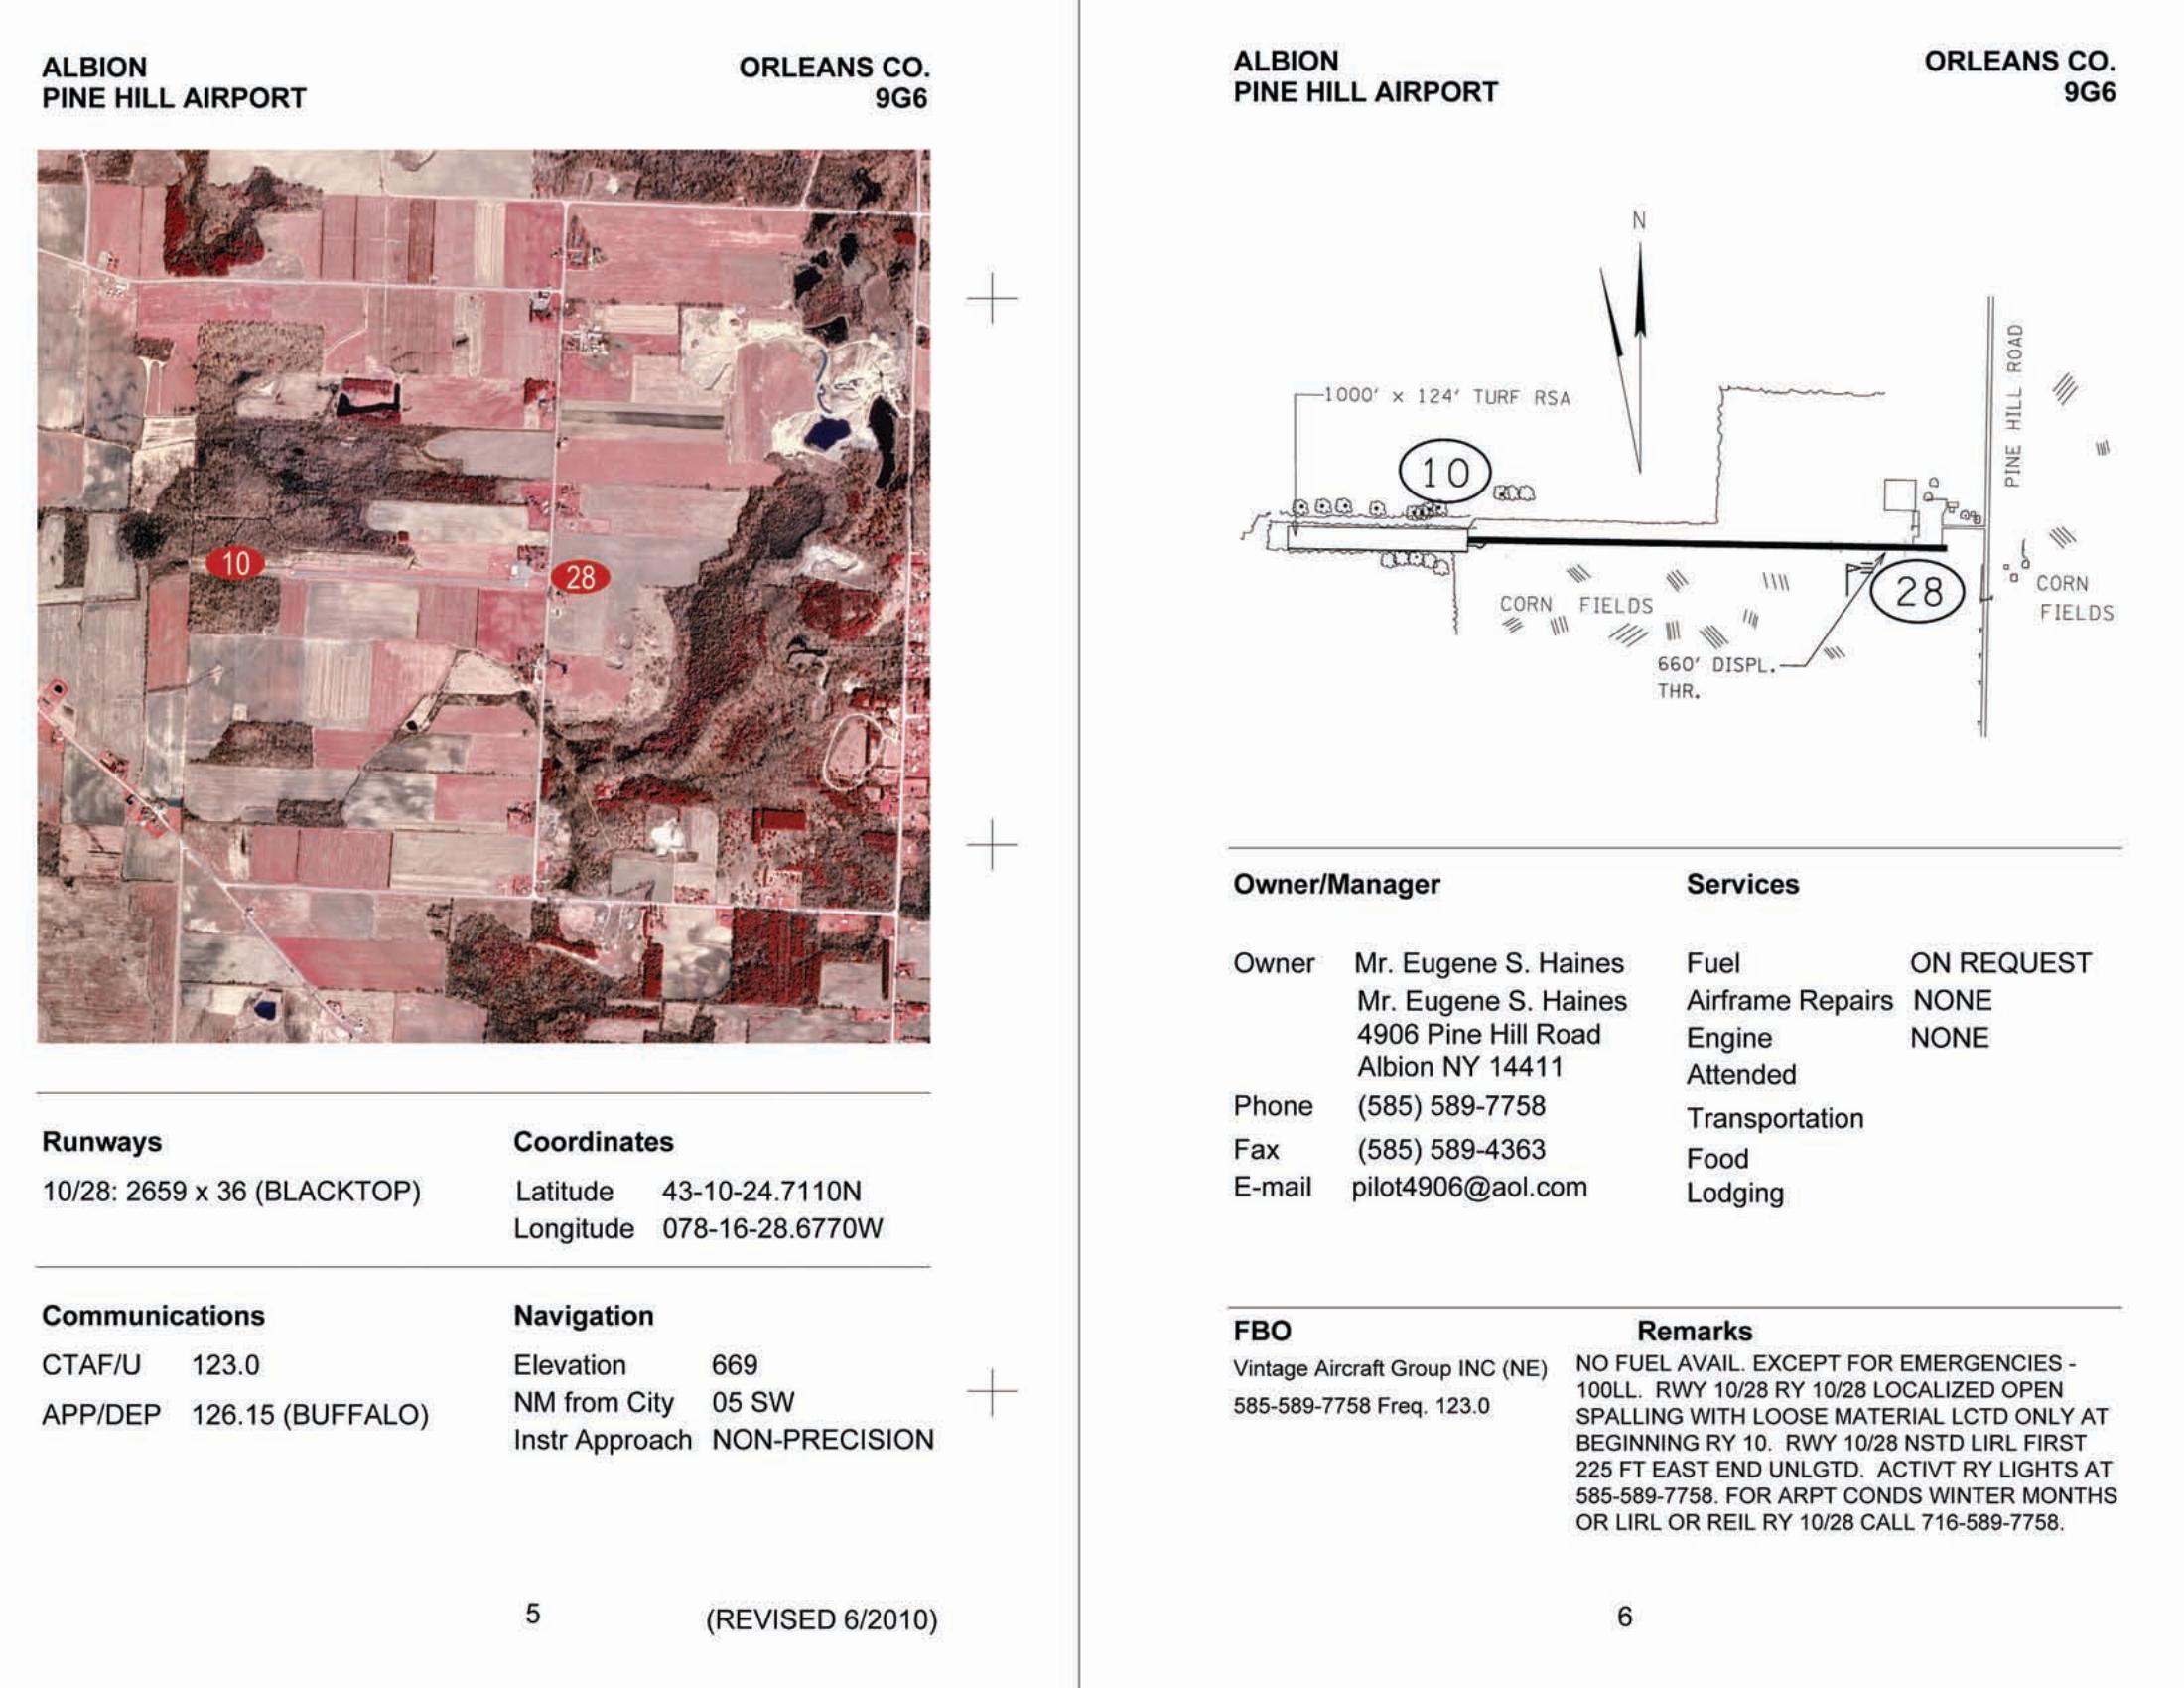 ALBION ORLEANS CO.
PINE HILL AIRPORT 9G6
10
28
Runways
10/28: 2659 x 36 (BLACKTOP)
Coordinates
Latitude 43-10-24.7110N
Longitude 078-16-28.6770W
Communications
CTAF/U 123.0
APP/DEP 126.15 (BUFFALO)
Navigation
Elevation 669
NM from City 05 SW
Instr Approach NON-PRECISION
5 (REVISED 6/2010)
ALBION ORLEANS CO.
PINE HILL AIRPORT 9G6
N
PINE HILL ROAD
1000' x 124' TURF RSA
10
28
CORN FIELDS
CORN
FIELDS
660' DISPL.
THR.
Owner/Manager
Owner Mr. Eugene S. Haines
Mr. Eugene S. Haines
4906 Pine Hill Road
Albion NY 14411
Phone (585) 589-7758
Fax (585) 589-4363
E-mail pilot4906@aol.com
Services
Fuel ON REQUEST
Airframe Repairs NONE
Engine NONE
Attended
Transportation
Food
Lodging
FBO
Vintage Aircraft Group INC (NE)
585-589-7758 Freq. 123.0
Remarks
NO FUEL AVAIL. EXCEPT FOR EMERGENCIES -
100LL. RWY 10/28 RY 10/28 LOCALIZED OPEN
SPALLING WITH LOOSE MATERIAL LCTD ONLY AT
BEGINNING RY 10. RWY 10/28 NSTD LIRL FIRST
225 FT EAST END UNLGTD. ACTIVT RY LIGHTS AT
585-589-7758. FOR ARPT CONDS WINTER MONTHS
OR LIRL OR REIL RY 10/28 CALL 716-589-7758.
6